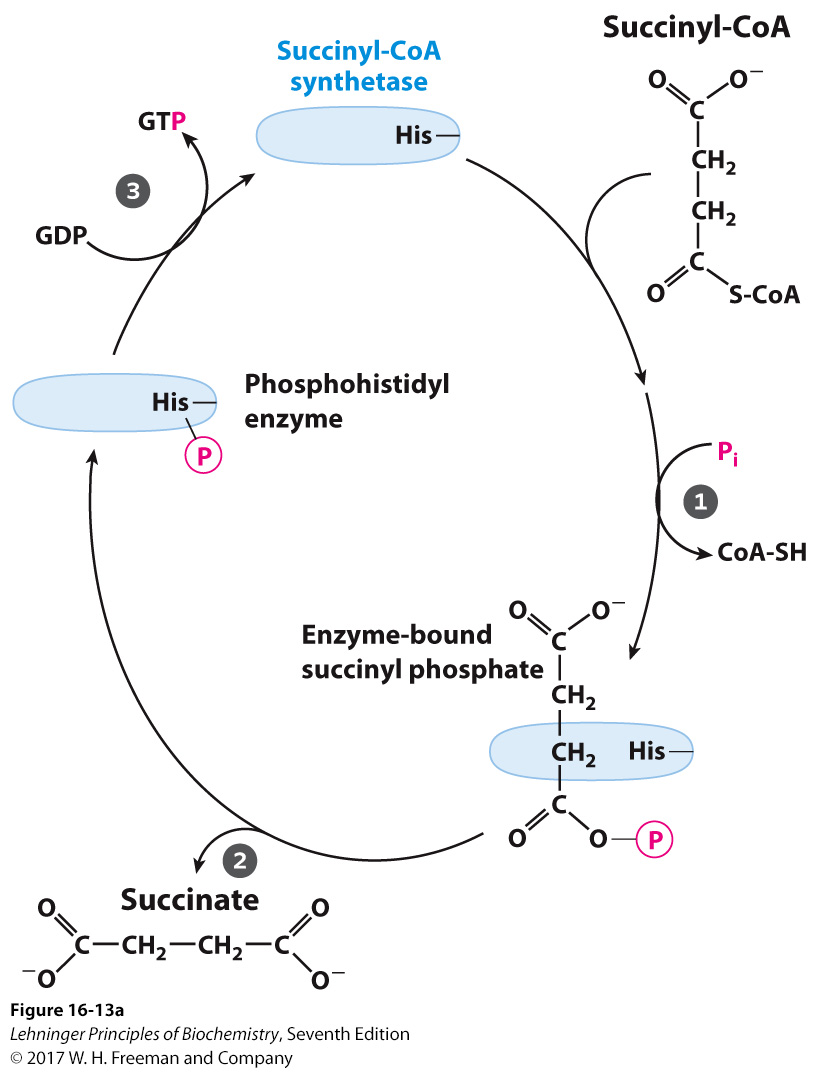 Succinyl-CoA
synthetase
His
Succinyl-CoA
O
O⁻
C
CH₂
CH₂
C
O
S-CoA
GTP
3
GDP
His
P
Phosphohistidyl
enzyme
Pᵢ
1
CoA-SH
Enzyme-bound
succinyl phosphate
O
O⁻
C
CH₂
CH₂
His
C
O
O
P
2
Succinate
O
O
C
CH₂
CH₂
C
⁻O
O⁻
Figure 16-13a
Lehninger Principles of Biochemistry, Seventh Edition
© 2017 W. H. Freeman and Company